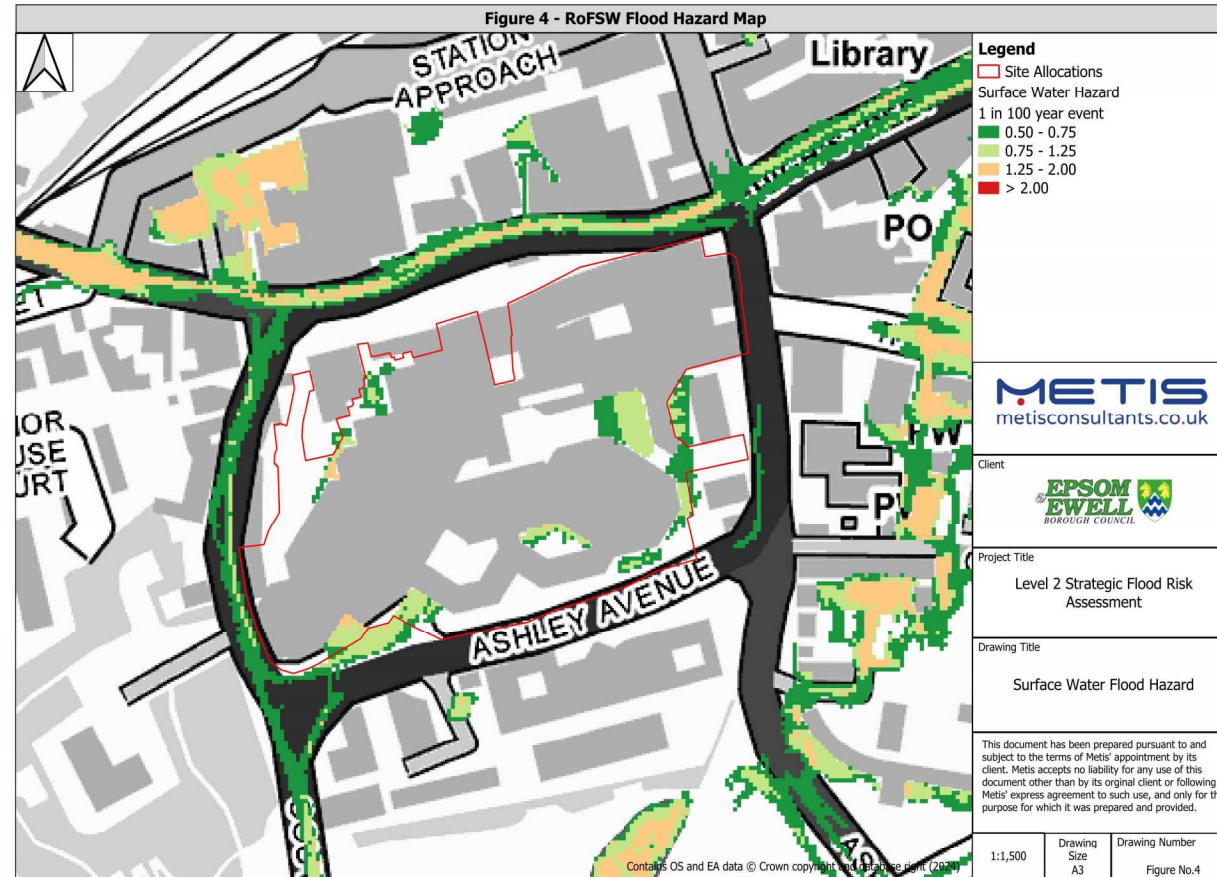 Figure 4 - RoFSW Flood Hazard Map
STATION
APPROACH
Library
PO
ASHLEY AVENUE
Contains OS and EA data © Crown copyright and database right (2024)
Legend
Site Allocations
Surface Water Hazard
1 in 100 year event
0.50 - 0.75
0.75 - 1.25
1.25 - 2.00
> 2.00
METIS
metisconsultants.co.uk
Client
EPSOM
& EWELL
BOROUGH COUNCIL
Project Title
Level 2 Strategic Flood Risk
Assessment
Drawing Title
Surface Water Flood Hazard
This document has been prepared pursuant to and
subject to the terms of Metis' appointment by its
client. Metis accepts no liability for any use of this
document other than by its orginal client or following
Metis' express agreement to such use, and only for th
purpose for which it was prepared and provided.
1:1,500
Drawing
Size
A3
Drawing Number
Figure No.4